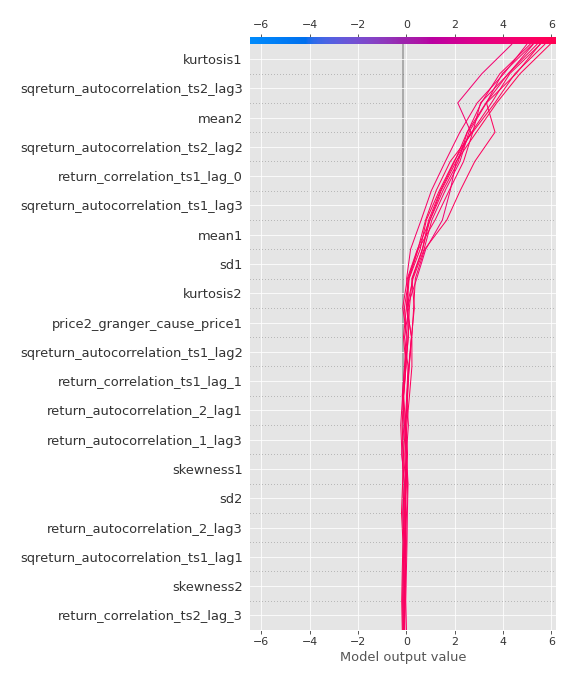 −6 −4 −2 0 2 4 6
kurtosis1
sqreturn_autocorrelation_ts2_lag3
mean2
sqreturn_autocorrelation_ts2_lag2
return_correlation_ts1_lag_0
sqreturn_autocorrelation_ts1_lag3
mean1
sd1
kurtosis2
price2_granger_cause_price1
sqreturn_autocorrelation_ts1_lag2
return_correlation_ts1_lag_1
return_autocorrelation_2_lag1
return_autocorrelation_1_lag3
skewness1
sd2
return_autocorrelation_2_lag3
sqreturn_autocorrelation_ts1_lag1
skewness2
return_correlation_ts2_lag_3
−6 −4 −2 0 2 4 6
Model output value